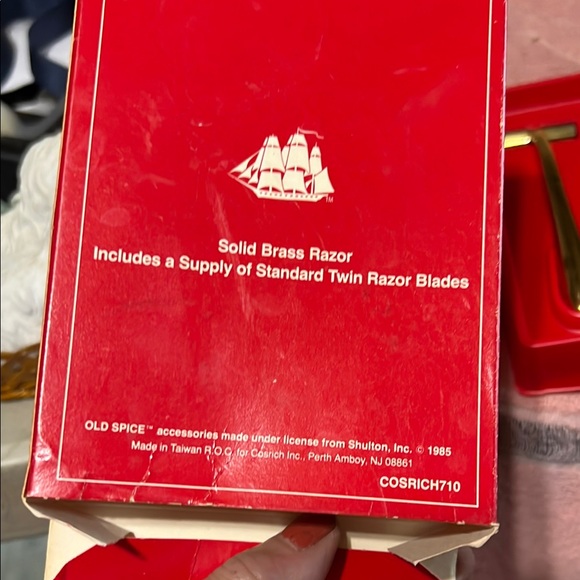 TM
Solid Brass Razor
Includes a Supply of Standard Twin Razor Blades
OLD SPICE™ accessories made under license from Shulton, Inc. © 1985
Made in Taiwan R.O.C. for Cosrich Inc., Perth Amboy, NJ 08861
COSRICH710